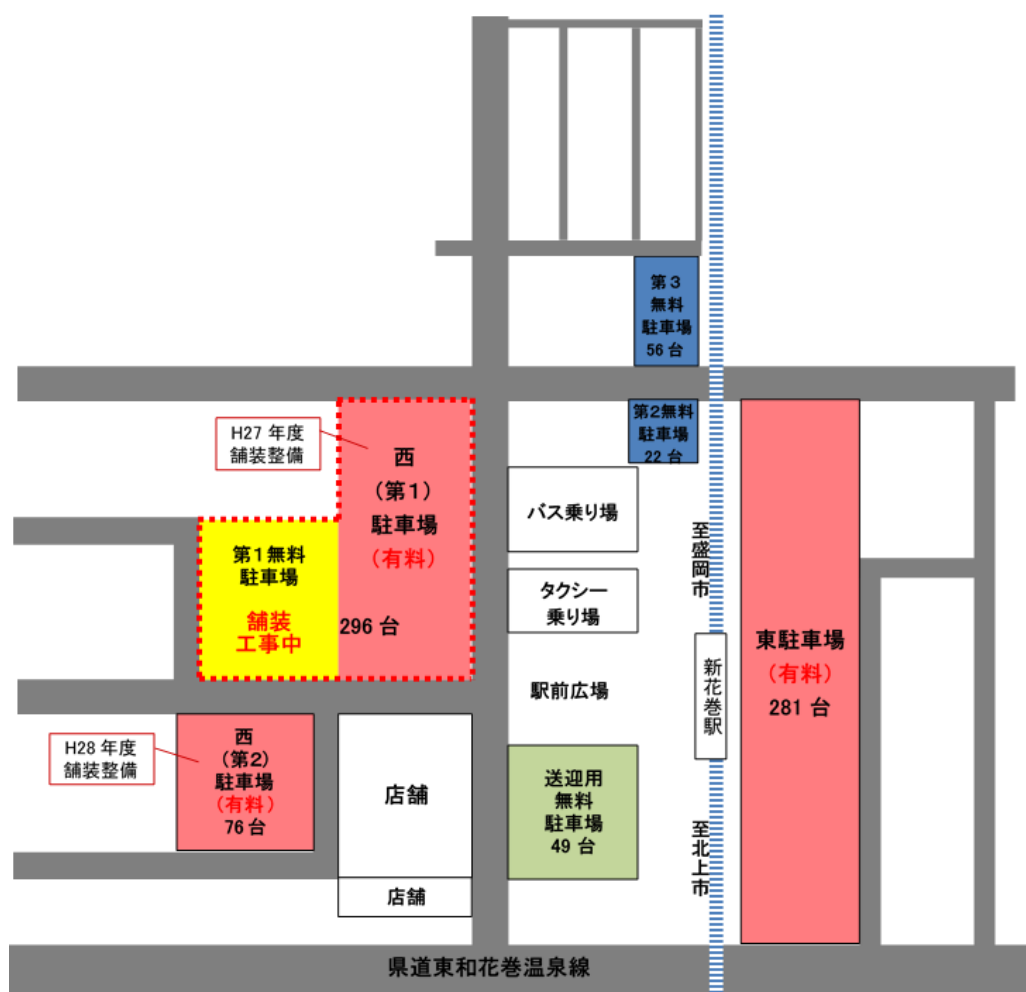 第3
無料
駐車場
56 台
第2無料
駐車場
22 台
H27 年度
舗装整備
西
(第1)
駐車場
(有料)
296 台
第1無料
駐車場
舗装
工事中
バス乗り場
タクシー
乗り場
駅前広場
至盛岡市
新花巻駅
至北上市
東駐車場
(有料)
281 台
H28 年度
舗装整備
西
(第2)
駐車場
(有料)
76 台
店舗
店舗
送迎用
無料
駐車場
49 台
県道東和花巻温泉線